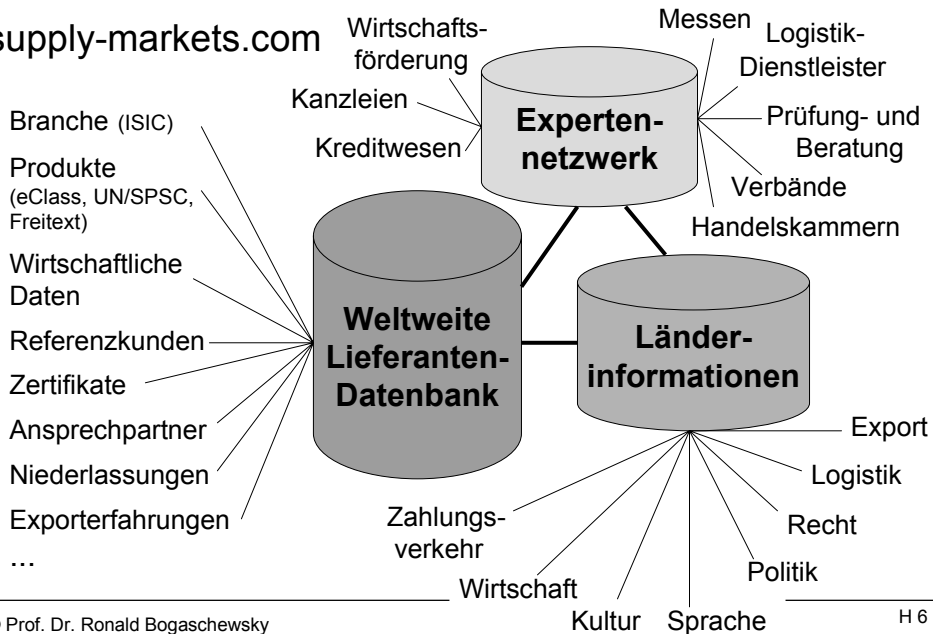 supply-markets.com
Wirtschafts-
förderung
Kanzleien
Kreditwesen
Experten-
netzwerk
Messen
Logistik-
Dienstleister
Prüfung- und
Beratung
Verbände
Handelskammern
Branche (ISIC)
Produkte
(eClass, UN/SPSC,
Freitext)
Wirtschaftliche
Daten
Referenzkunden
Zertifikate
Ansprechpartner
Niederlassungen
Exporterfahrungen
...
Weltweite
Lieferanten-
Datenbank
Länder-
informationen
Export
Logistik
Recht
Politik
Sprache
Kultur
Wirtschaft
Zahlungs-
verkehr
© Prof. Dr. Ronald Bogaschewsky
H 6